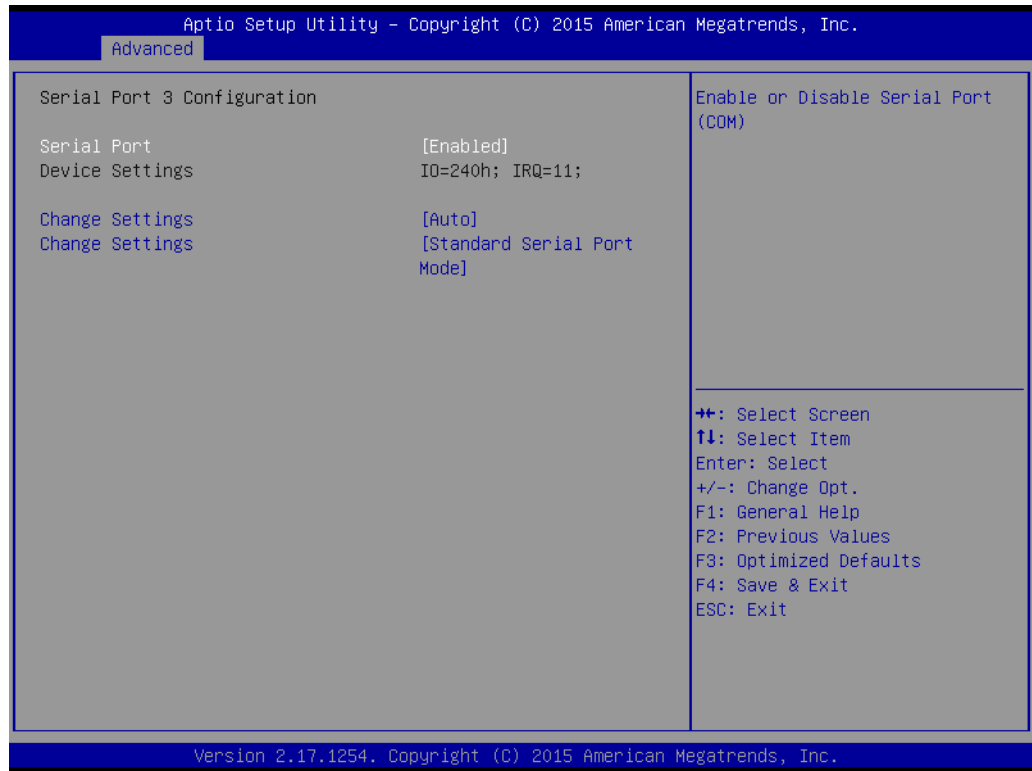 Aptio Setup Utility – Copyright (C) 2015 American Megatrends, Inc.
Advanced
Serial Port 3 Configuration
Serial Port [Enabled]
Device Settings IO=240h; IRQ=11;
Change Settings [Auto]
Change Settings [Standard Serial Port
Mode]
Enable or Disable Serial Port
(COM)
→←: Select Screen
↑↓: Select Item
Enter: Select
+/-: Change Opt.
F1: General Help
F2: Previous Values
F3: Optimized Defaults
F4: Save & Exit
ESC: Exit
Version 2.17.1254. Copyright (C) 2015 American Megatrends, Inc.